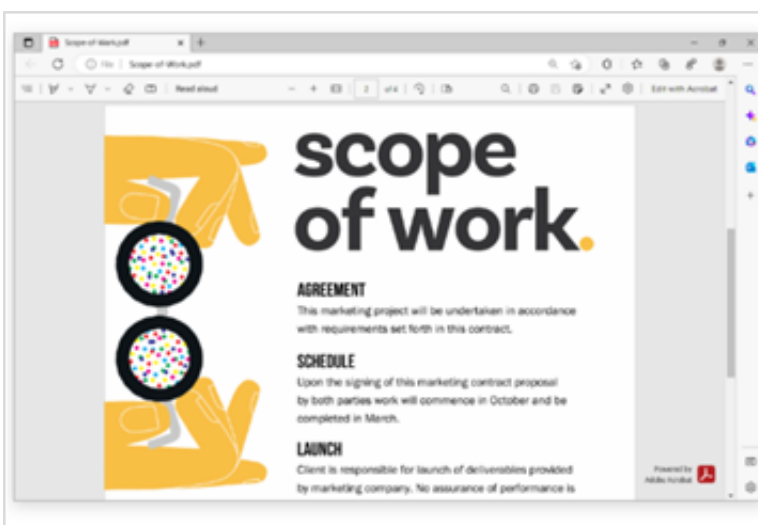 Scope of Work.pdf
File Scope of Work.pdf
Read aloud
2 of 4
Edit with Acrobat
scope
of work.
AGREEMENT
This marketing project will be undertaken in accordance
with requirements set forth in this contract.
SCHEDULE
Upon the signing of this marketing contract proposal
by both parties work will commence in October and be
completed in March.
LAUNCH
Client is responsible for launch of deliverables provided
by marketing company. No assurance of performance is
Powered by
Adobe Acrobat